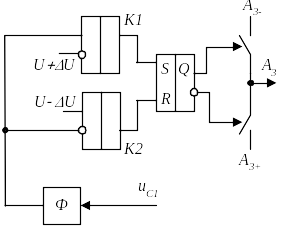 K1
A3-
U+ΔU
S Q
A3
U-ΔU
R
K2
A3+
Ф
uC1